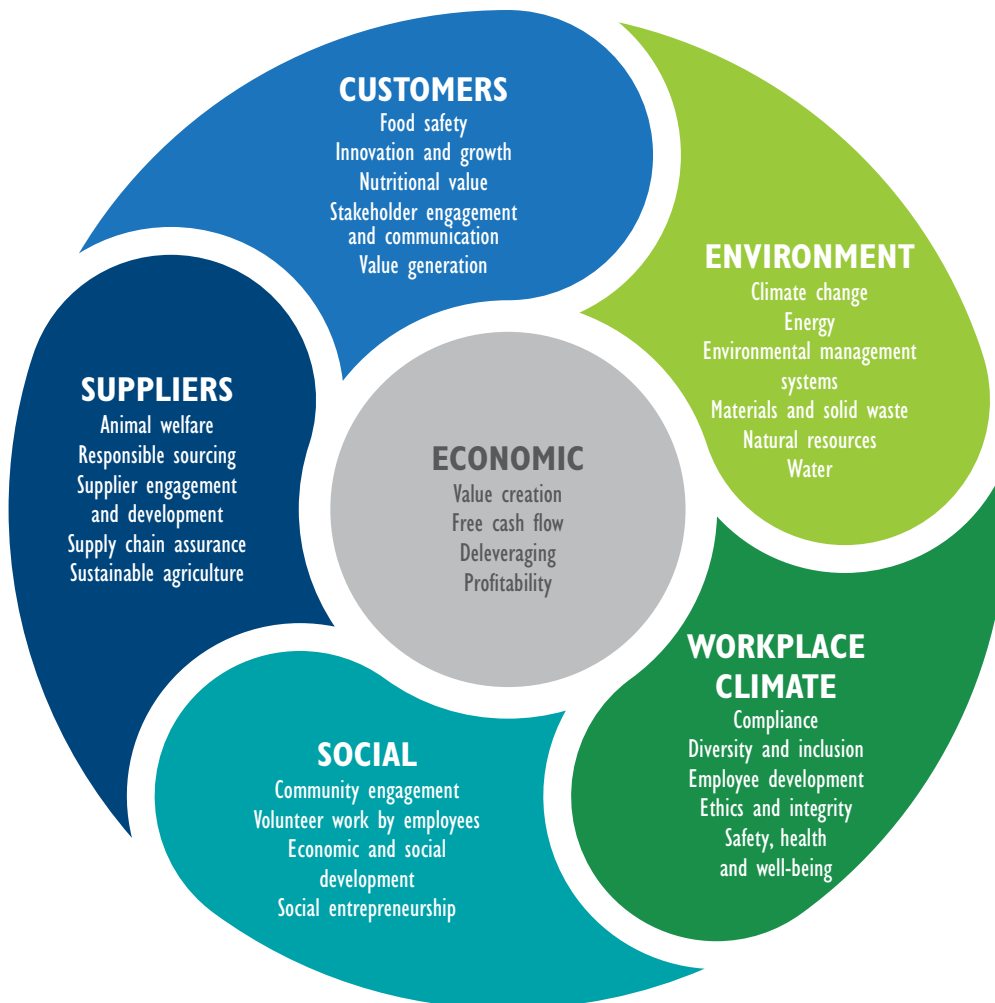 CUSTOMERS
Food safety
Innovation and growth
Nutritional value
Stakeholder engagement
and communication
Value generation
ENVIRONMENT
Climate change
Energy
Environmental management
systems
Materials and solid waste
Natural resources
Water
SUPPLIERS
Animal welfare
Responsible sourcing
Supplier engagement
and development
Supply chain assurance
Sustainable agriculture
ECONOMIC
Value creation
Free cash flow
Deleveraging
Profitability
WORKPLACE
CLIMATE
Compliance
Diversity and inclusion
Employee development
Ethics and integrity
Safety, health
and well-being
SOCIAL
Community engagement
Volunteer work by employees
Economic and social
development
Social entrepreneurship